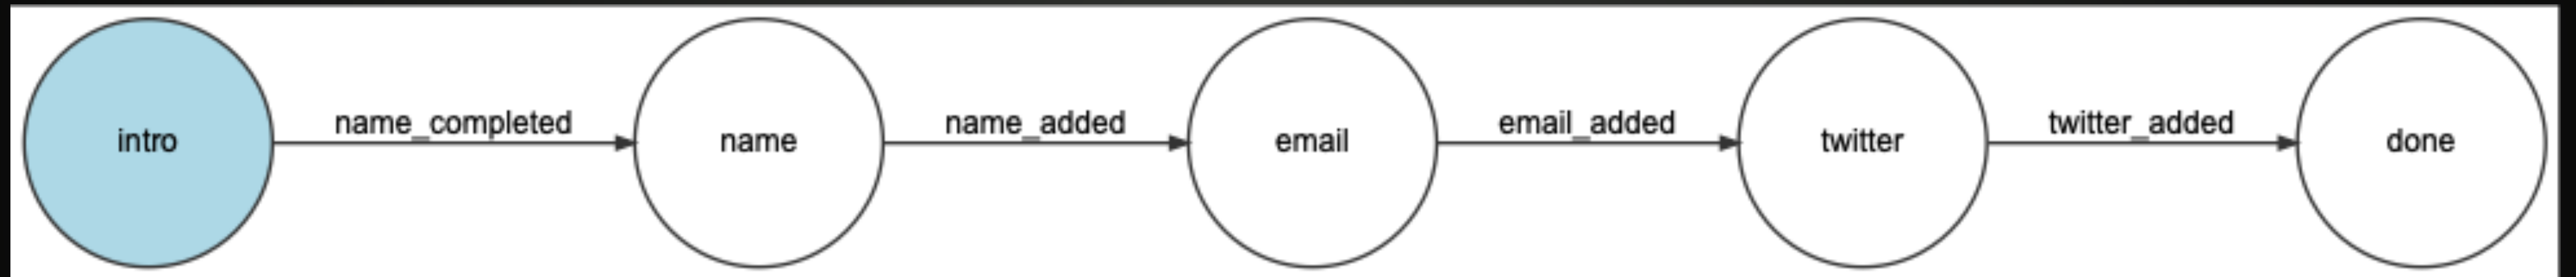 intro
name_completed
name
name_added
email
email_added
twitter
twitter_added
done